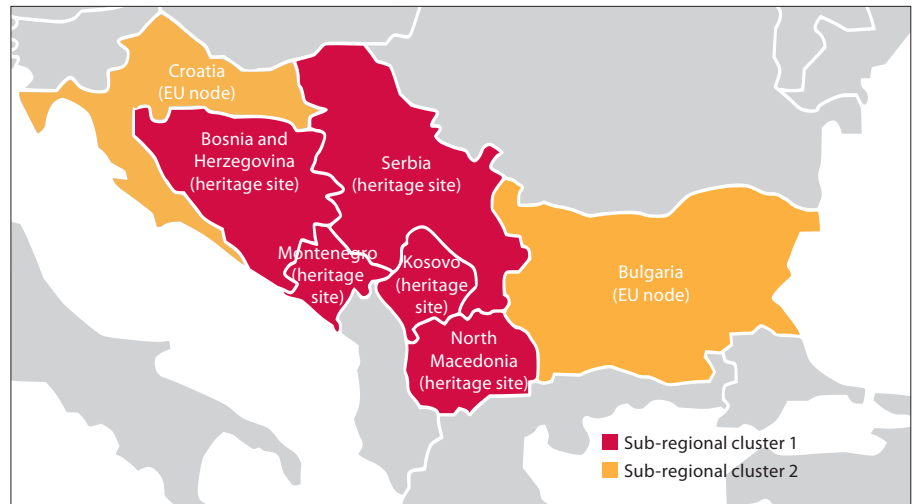 Croatia
(EU node)
Bosnia and
Herzegovina
(heritage site)
Serbia
(heritage site)
Montenegro
(heritage
site)
Kosovo
(heritage
site)
Bulgaria
(EU node)
North
Macedonia
(heritage site)
Sub-regional cluster 1
Sub-regional cluster 2